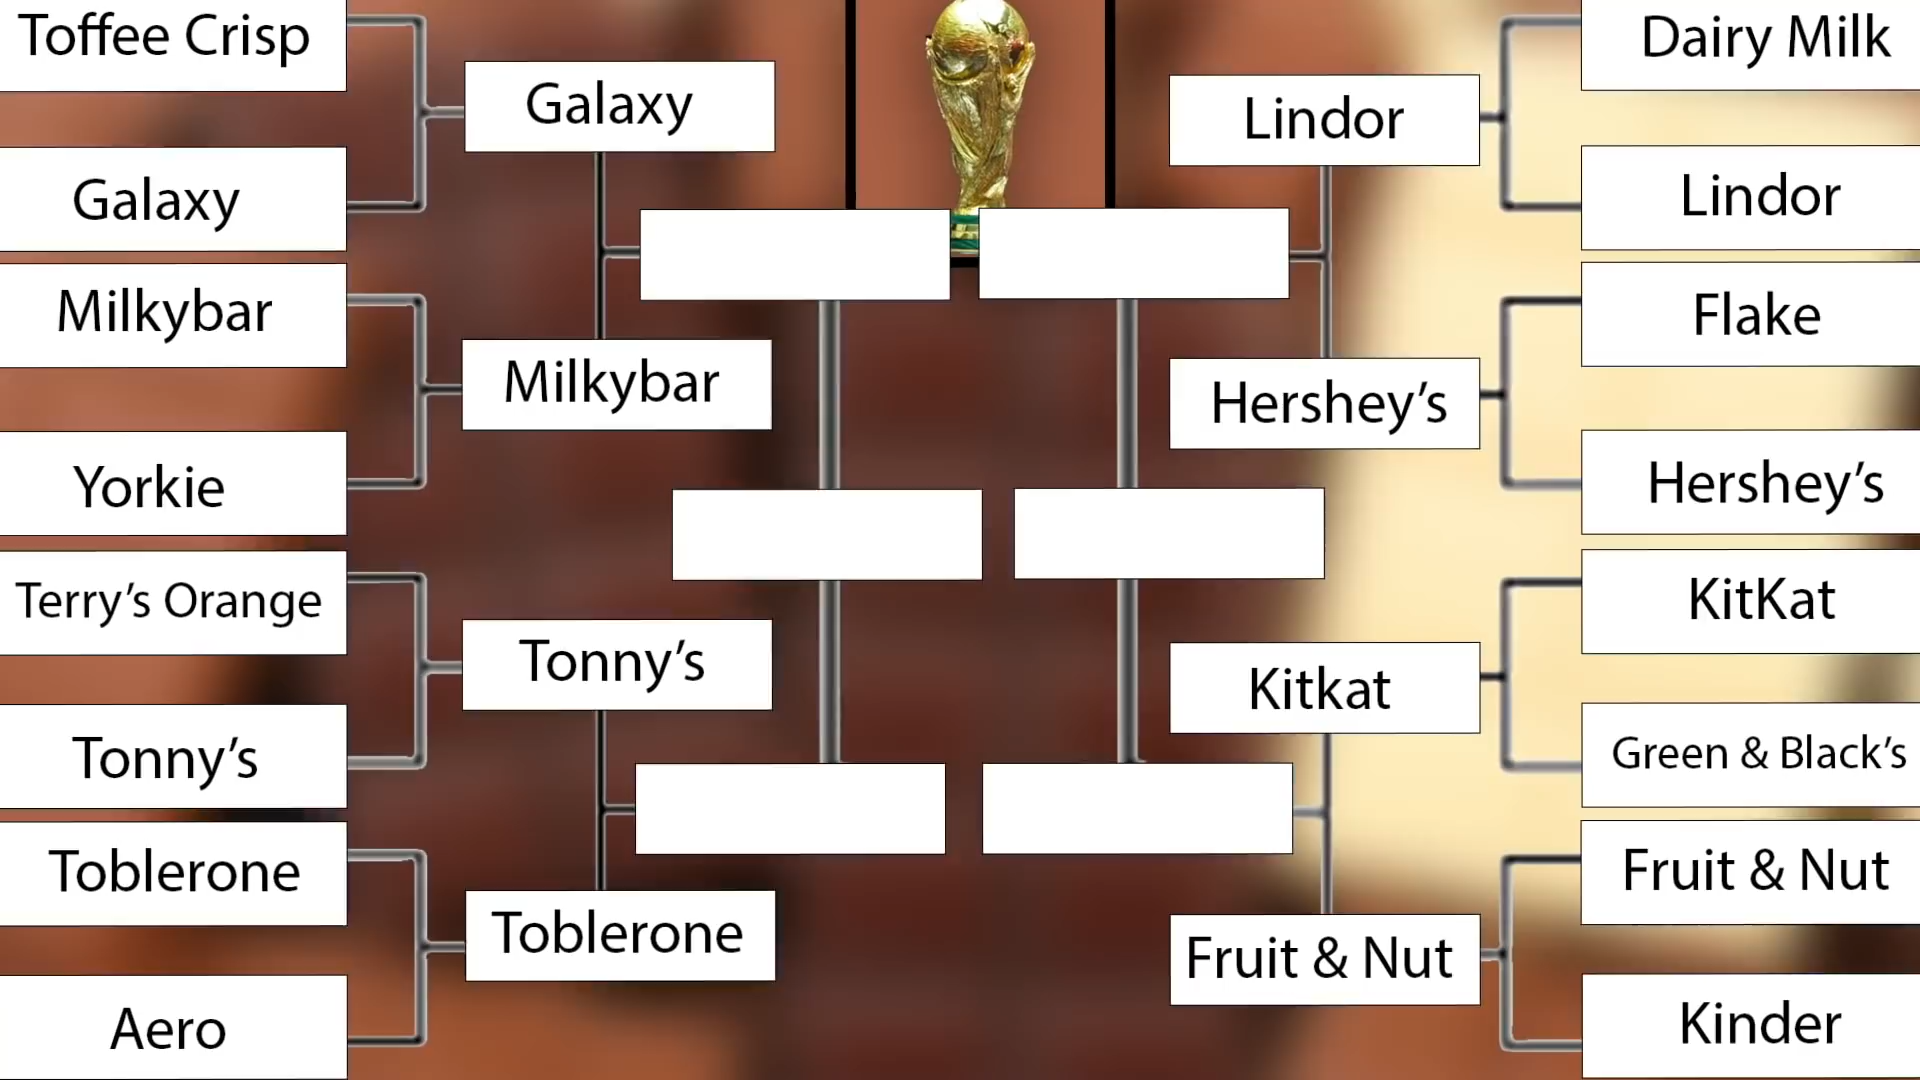 Toffee Crisp
Galaxy
Milkybar
Yorkie
Terry's Orange
Tonny's
Toblerone
Aero
Galaxy
Milkybar
Tonny's
Toblerone
Lindor
Hershey's
Kitkat
Fruit & Nut
Dairy Milk
Lindor
Flake
Hershey's
KitKat
Green & Black's
Fruit & Nut
Kinder